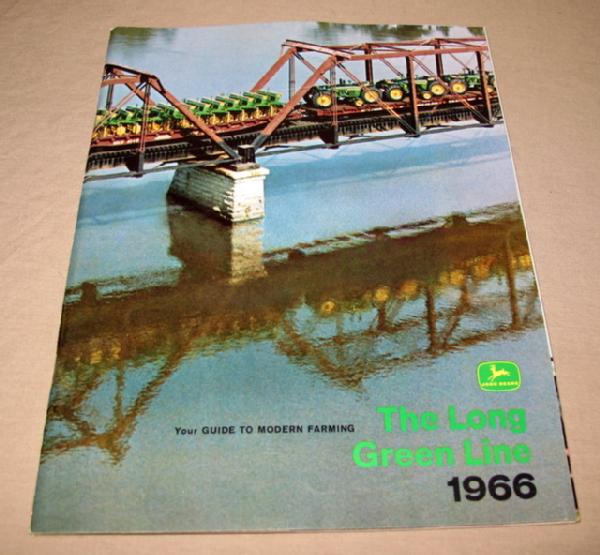 JOHN DEERE
Your GUIDE TO MODERN FARMING
The Long
Green Line
1966